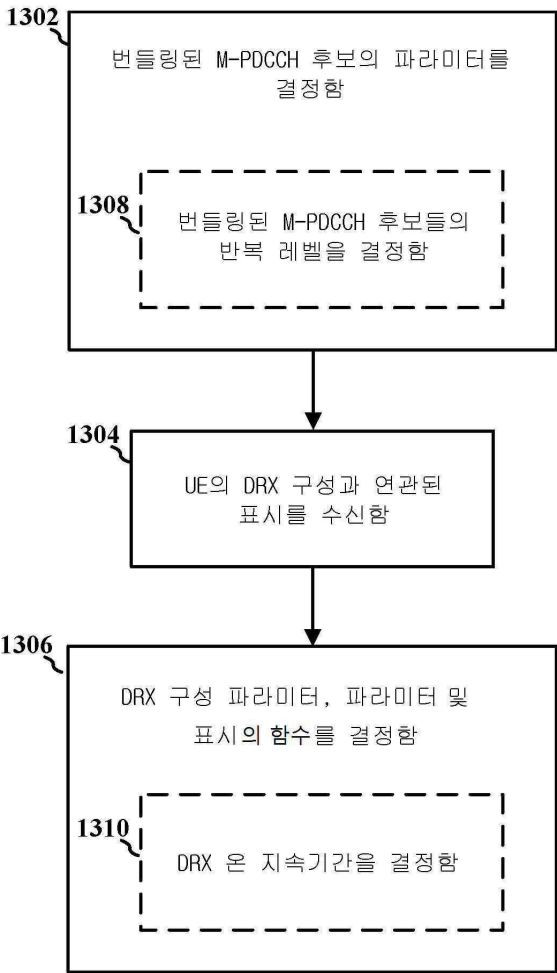 1302
번들링된 M-PDCCH 후보의 파라미터를
결정함
1308
번들링된 M-PDCCH 후보들의
반복 레벨을 결정함
1304
UE의 DRX 구성과 연관된
표시를 수신함
1306
DRX 구성 파라미터, 파라미터 및
표시의 함수를 결정함
1310
DRX 온 지속기간을 결정함